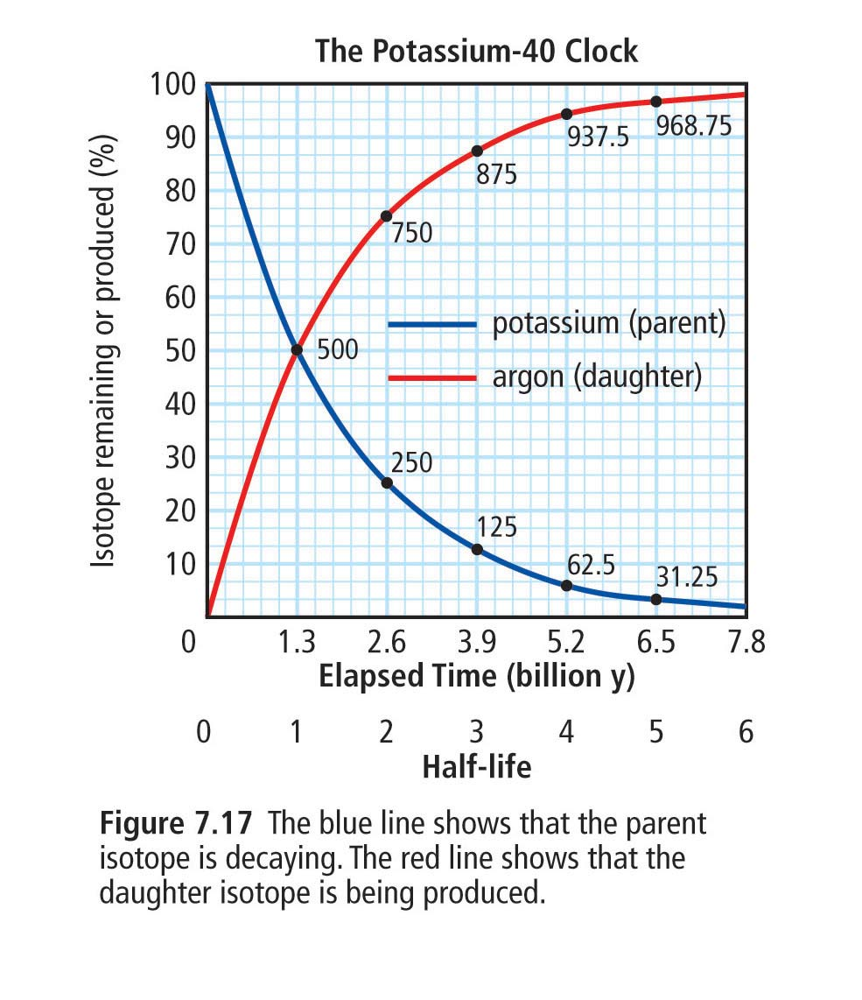 The Potassium-40 Clock
Isotope remaining or produced (%)
100
90
80
70
60
50
40
30
20
10
0
968.75
937.5
875
750
potassium (parent)
500
argon (daughter)
250
125
62.5
31.25
1.3 2.6 3.9 5.2 6.5 7.8
Elapsed Time (billion y)
0 1 2 3 4 5 6
Half-life
Figure 7.17 The blue line shows that the parent
isotope is decaying. The red line shows that the
daughter isotope is being produced.